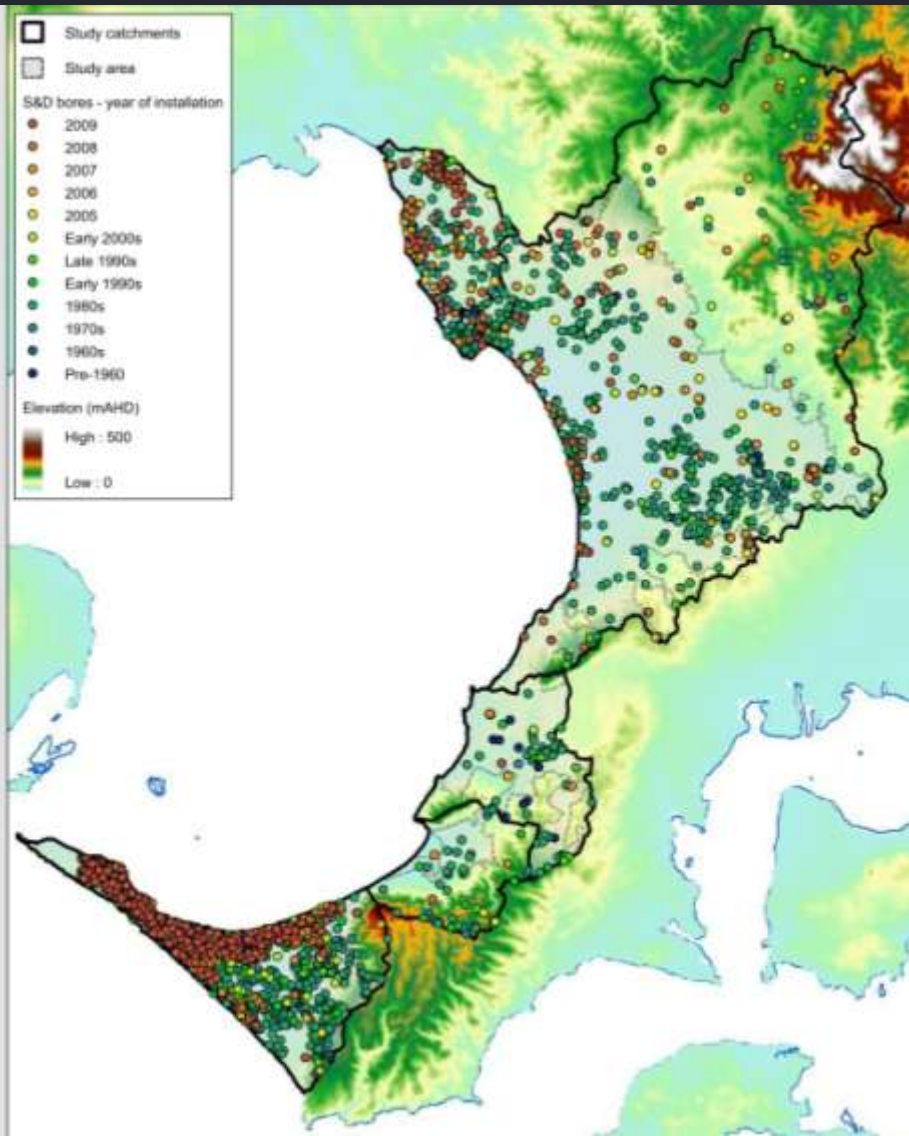 Study catchments
Study area
S&D bores - year of installation
2009
2008
2007
2006
2005
Early 2000s
Late 1990s
Early 1990s
1980s
1970s
1960s
Pre-1960
Elevation (mAHD)
High : 500
Low : 0